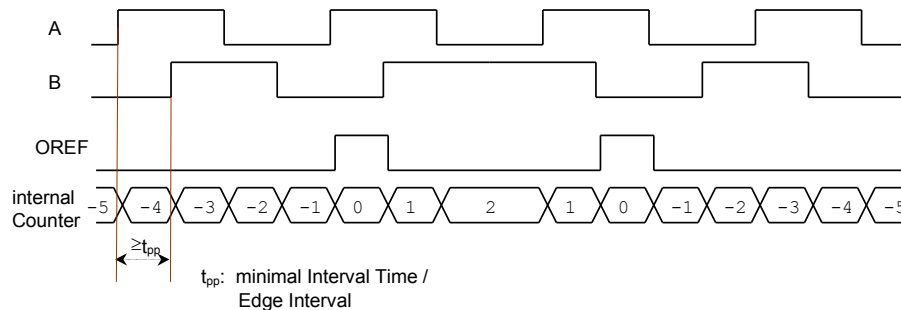 A
B
OREF
internal
Counter
-5 -4 -3 -2 -1 0 1 2 1 0 -1 -2 -3 -4 -5
≥tpp
tpp: minimal Interval Time /
Edge Interval